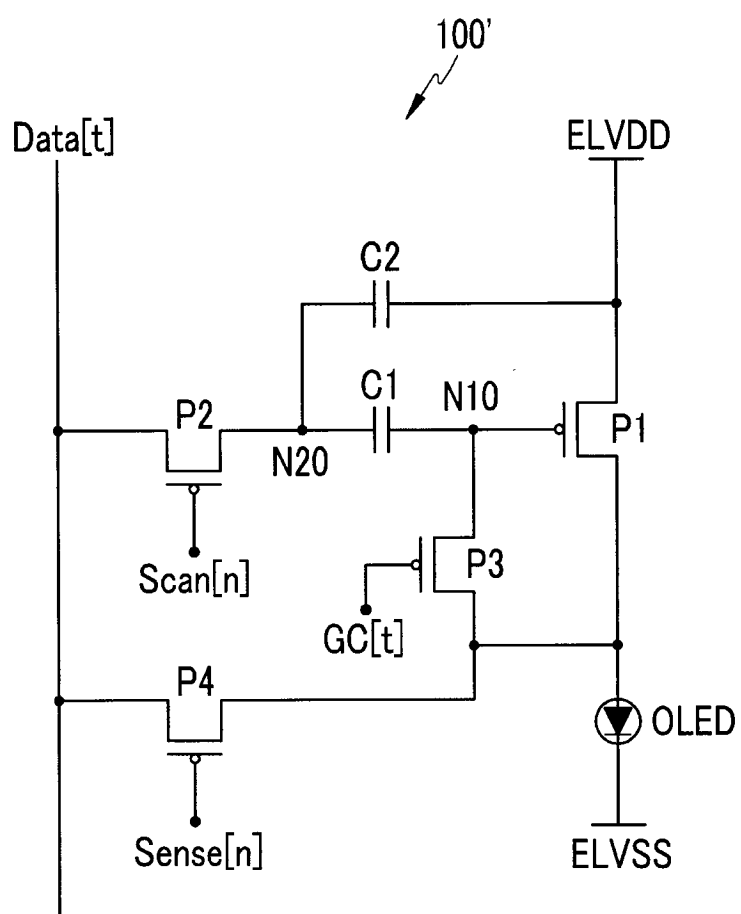 100'
Data[t]
ELVDD
C2
C1
N10
P2
P1
N20
P3
Scan[n]
GC[t]
P4
OLED
Sense[n]
ELVSS